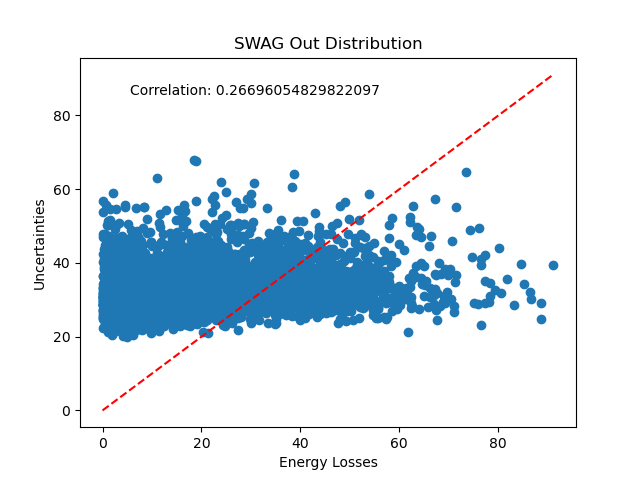 SWAG Out Distribution
Correlation: 0.26696054829822097
80
60
40
20
0
Uncertainties
0 20 40 60 80
Energy Losses